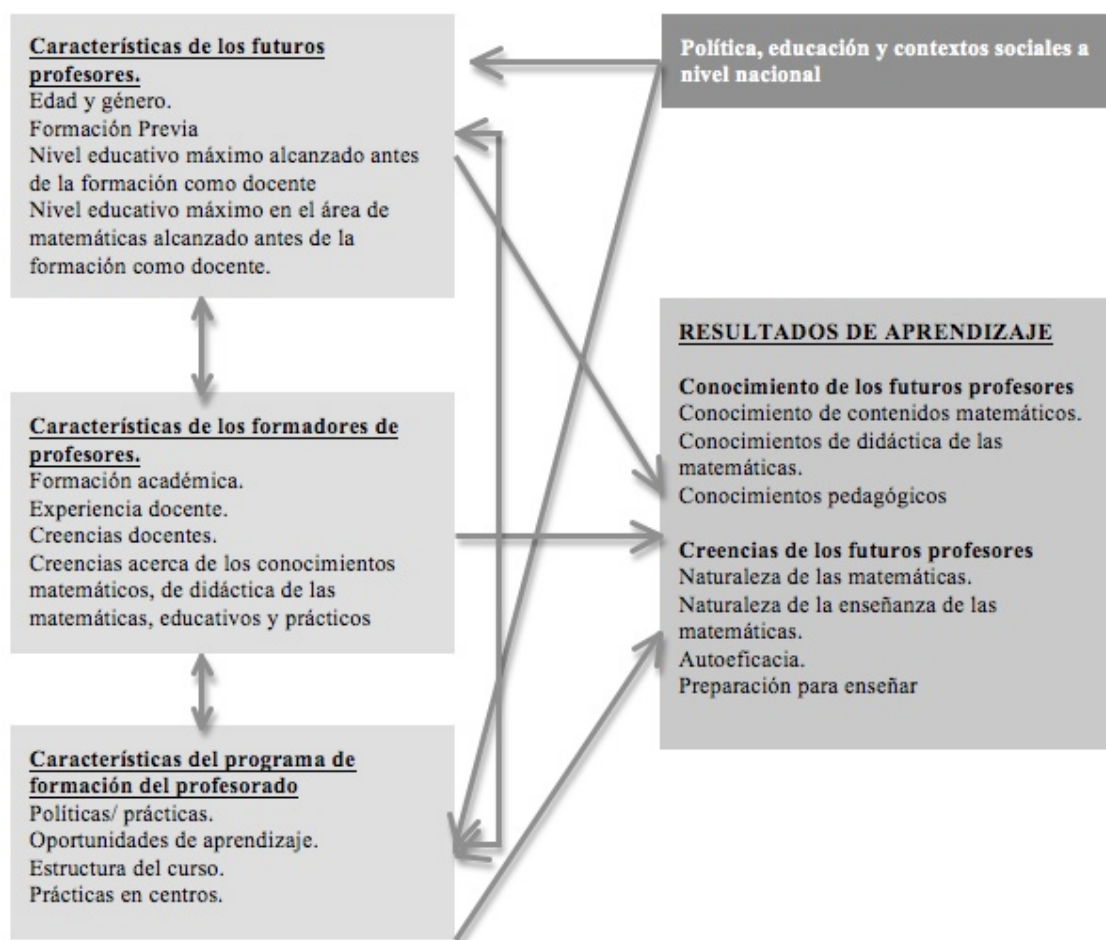 Características de los futuros
profesores.
Edad y género.
Formación Previa
Nivel educativo máximo alcanzado antes
de la formación como docente
Nivel educativo máximo en el área de
matemáticas alcanzado antes de la
formación como docente.
Política, educación y contextos sociales a
nivel nacional
Características de los formadores de
profesores.
Formación académica.
Experiencia docente.
Creencias docentes.
Creencias acerca de los conocimientos
matemáticos, de didáctica de las
matemáticas, educativos y prácticos
RESULTADOS DE APRENDIZAJE
Conocimiento de los futuros profesores
Conocimiento de contenidos matemáticos.
Conocimientos de didáctica de las
matemáticas.
Conocimientos pedagógicos
Creencias de los futuros profesores
Naturaleza de las matemáticas.
Naturaleza de la enseñanza de las
matemáticas.
Autoeficacia.
Preparación para enseñar
Características del programa de
formación del profesorado
Políticas/ prácticas.
Oportunidades de aprendizaje.
Estructura del curso.
Prácticas en centros.